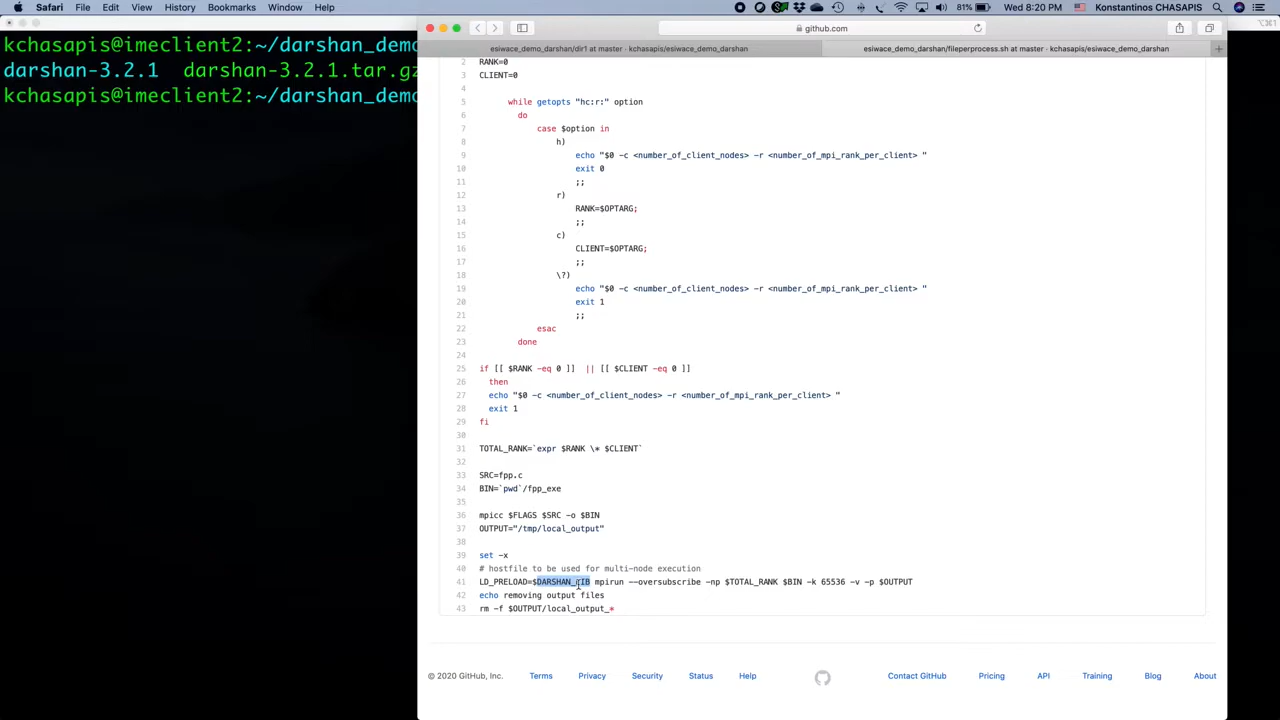 Safari File Edit View History Bookmarks Window Help
81% Wed 8:20 PM Konstantinos CHASAPIS
github.com
esiwace_demo_darshan/dir1 at master · kchasapis/esiwace_demo_darshan
esiwace_demo_darshan/fileperprocess.sh at master · kchasapis/esiwace_demo_darshan
⌥⌘1
kchasapis@imeclient2:~/darshan_demo
darshan-3.2.1 darshan-3.2.1.tar.gz
kchasapis@imeclient2:~/darshan_demo
2 RANK=0
3 CLIENT=0
4
5 while getopts "hc:r:" option
6 do
7 case $option in
8 h)
9 echo "$0 -c <number_of_client_nodes> -r <number_of_mpi_rank_per_client> "
10 exit 0
11 ;;
12 r)
13 RANK=$OPTARG;
14 ;;
15 c)
16 CLIENT=$OPTARG;
17 ;;
18 \?)
19 echo "$0 -c <number_of_client_nodes> -r <number_of_mpi_rank_per_client> "
20 exit 1
21 ;;
22 esac
23 done
24
25 if [[ $RANK -eq 0 ]] || [[ $CLIENT -eq 0 ]]
26 then
27 echo "$0 -c <number_of_client_nodes> -r <number_of_mpi_rank_per_client> "
28 exit 1
29 fi
30
31 TOTAL_RANK=`expr $RANK \* $CLIENT`
32
33 SRC=fpp.c
34 BIN=`pwd`/fpp_exe
35
36 mpicc $FLAGS $SRC -o $BIN
37 OUTPUT="/tmp/local_output"
38
39 set -x
40 # hostfile to be used for multi-node execution
41 LD_PRELOAD=$DARSHAN_LIB mpirun --oversubscribe -np $TOTAL_RANK $BIN -k 65536 -v -p $OUTPUT
42 echo removing output files
43 rm -f $OUTPUT/local_output_*
© 2020 GitHub, Inc. Terms Privacy Security Status Help Contact GitHub Pricing API Training Blog About